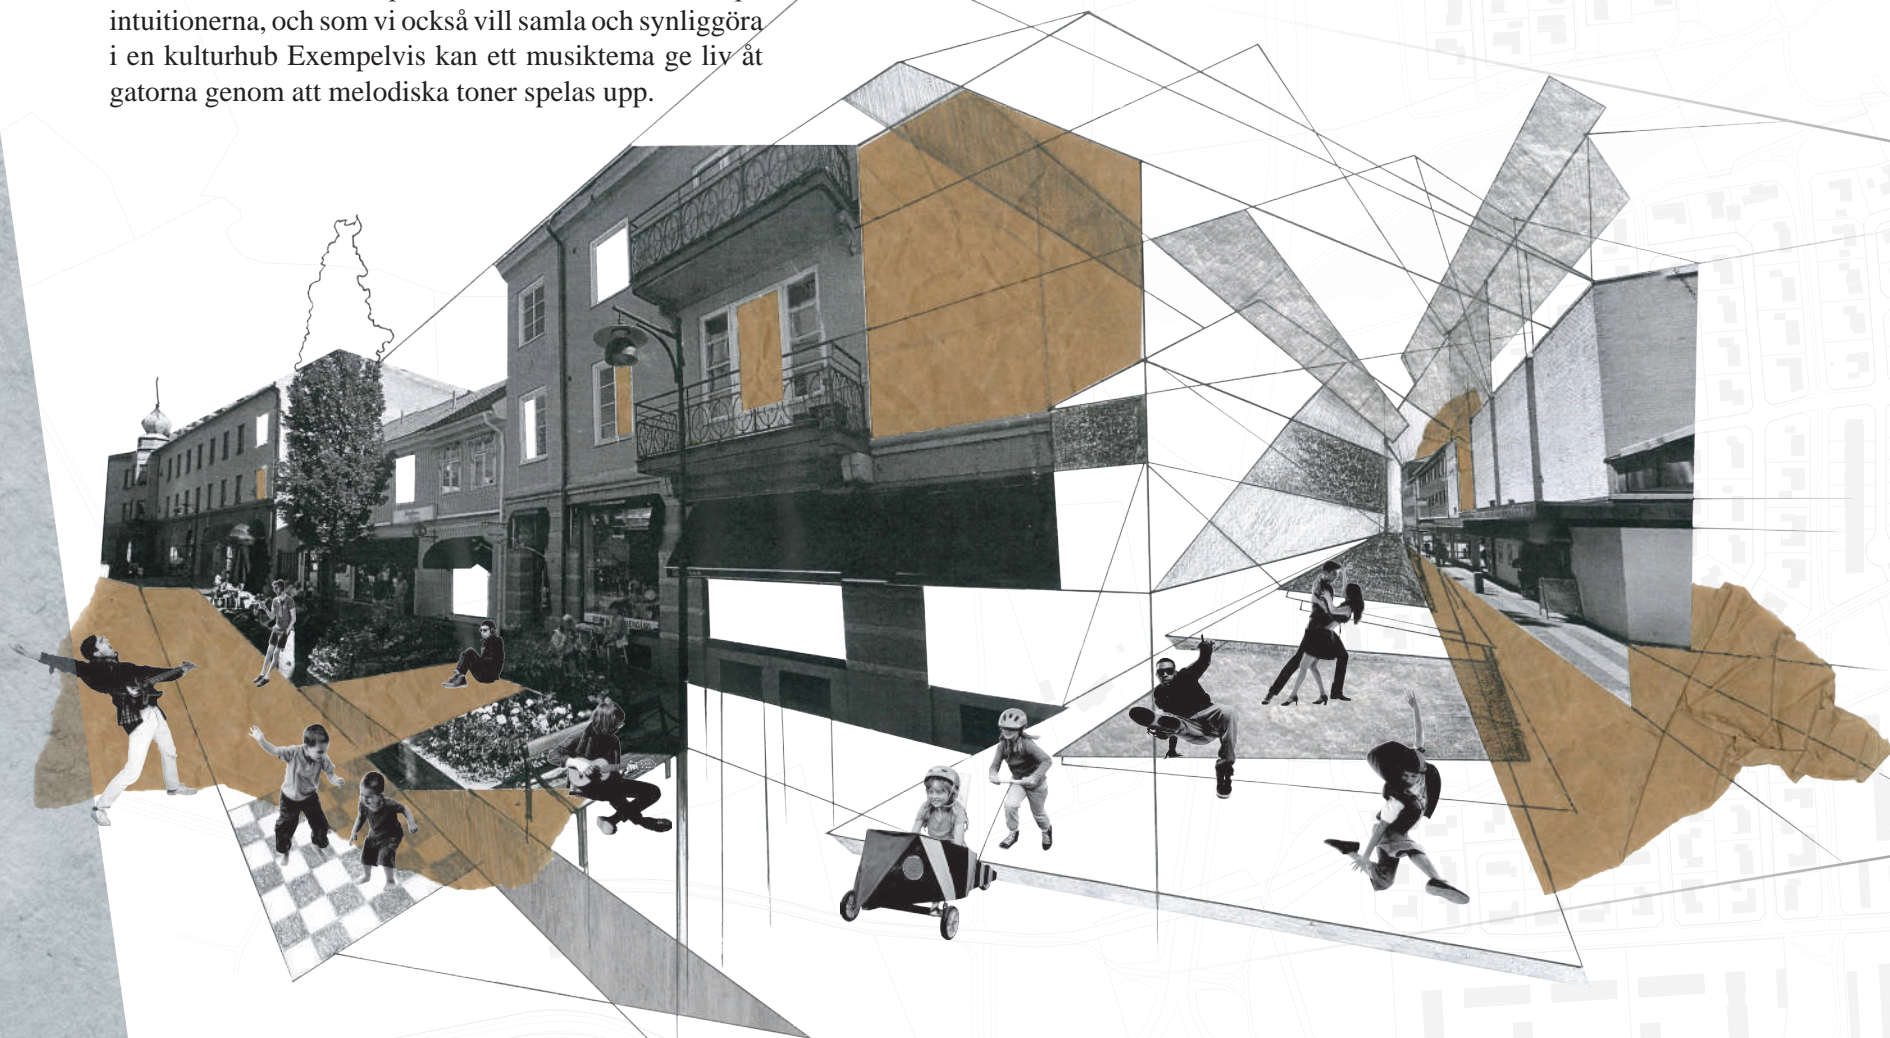 intuitionerna, och som vi också vill samla och synliggöra
i en kulturhub Exempelvis kan ett musiktema ge liv åt
gatorna genom att melodiska toner spelas upp.